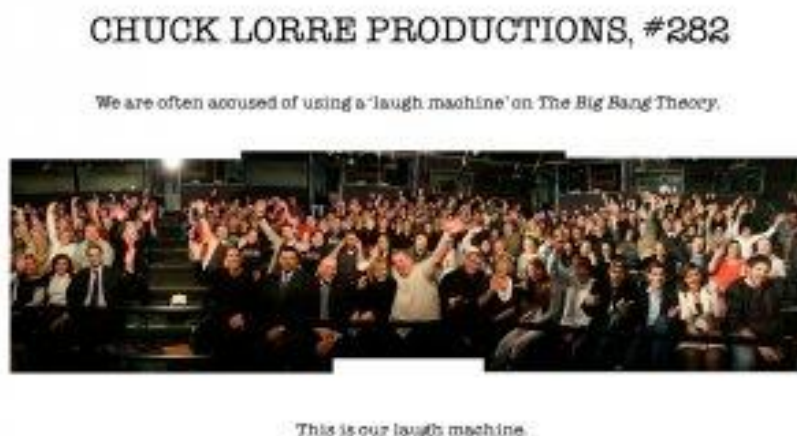 CHUCK LORRE PRODUCTIONS, #282
We are often accused of using a 'laugh machine' on The Big Bang Theory.
This is our laugh machine.